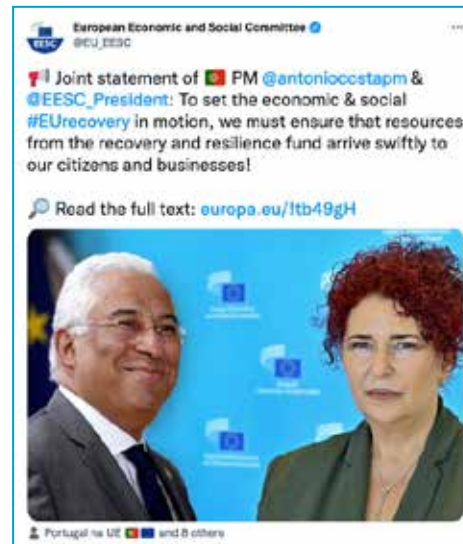 European Economic and Social Committee
@EU_EESC
EESC
Joint statement of 🇵🇹 PM @antonioccstapm &
@EESC_President: To set the economic & social
#EUrecovery in motion, we must ensure that resources
from the recovery and resilience fund arrive swiftly to
our citizens and businesses!
Read the full text: europa.eu/!tb49gH
Portugal na UE 🇵🇹🇪🇺 and 8 others